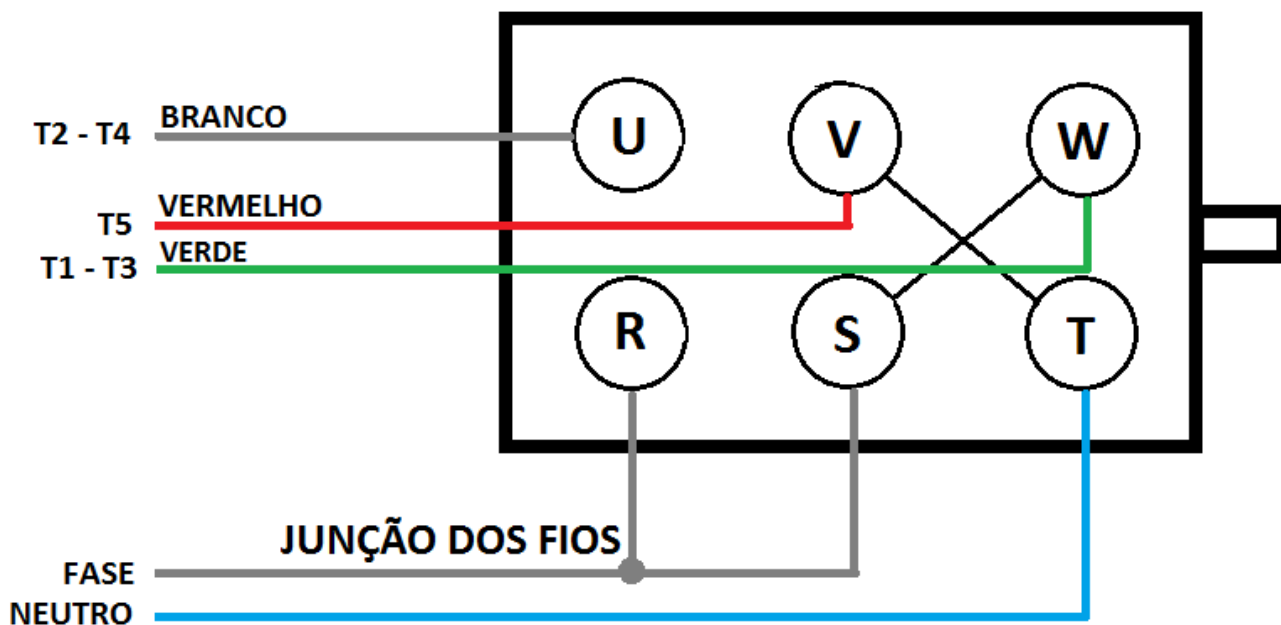 BRANCO
T2 - T4
U
V
W
VERMELHO
T5
VERDE
T1 - T3
R
S
T
JUNÇÃO DOS FIOS
FASE
NEUTRO